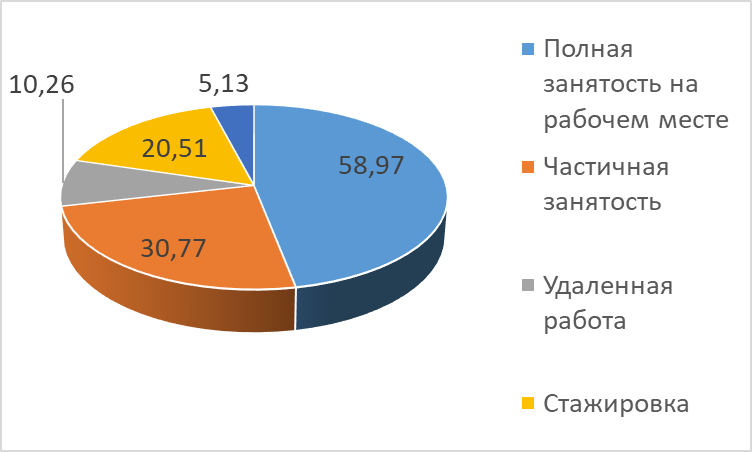 5,13
10,26
20,51
58,97
30,77
Полная
занятость на
рабочем месте
Частичная
занятость
Удаленная
работа
Стажировка